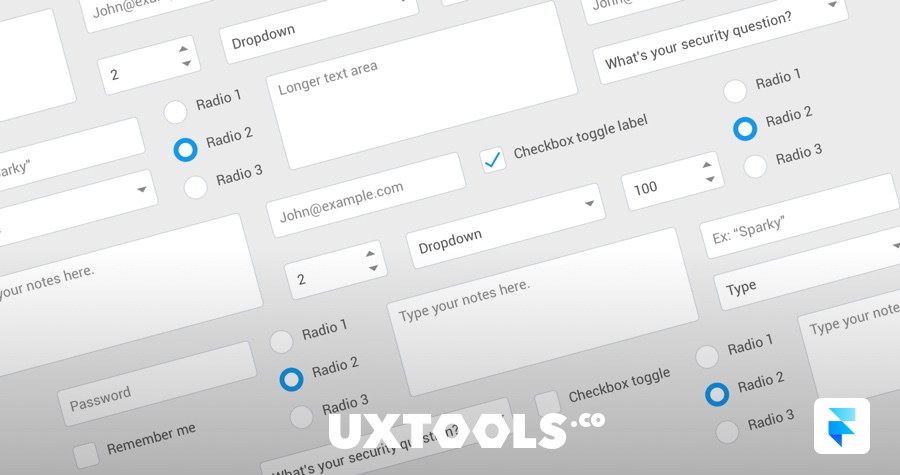 John@exam
John@
Dropdown
What's your security question?
2
Longer text area
Radio 1
Radio 1
Radio 2
Radio 2
Checkbox toggle label
Radio 3
Radio 3
arky"
John@example.com
100
Ex: "Sparky"
Dropdown
your notes here.
2
Type your notes here.
Type
Radio 1
Type your note
Radio 1
Radio 2
Radio 2
Checkbox toggle
Password
Radio 3
Radio 3
Remember me
What's your security question?
UXTOOLS.co